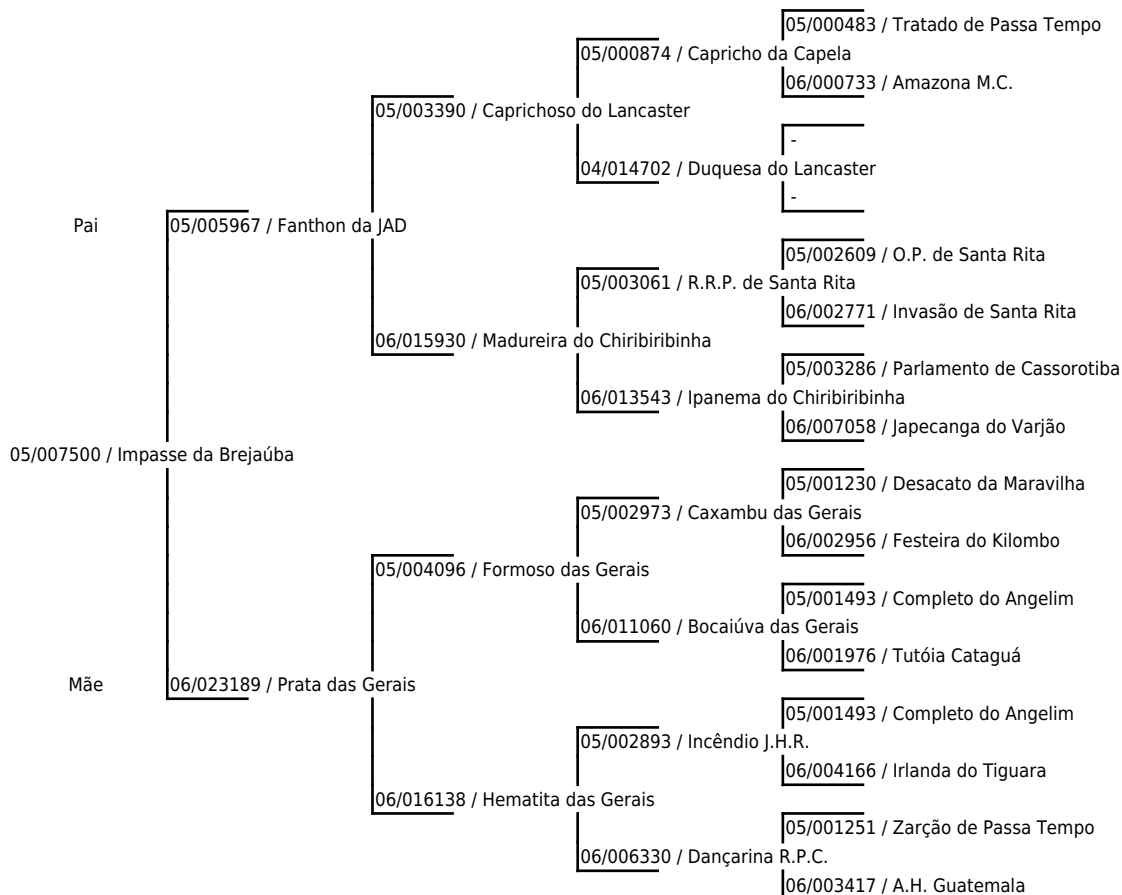 05/000483 / Tratado de Passa Tempo
05/000874 / Capricho da Capela
06/000733 / Amazona M.C.
05/003390 / Caprichoso do Lancaster
-
04/014702 / Duquesa do Lancaster
-
Pai
05/005967 / Fanthon da JAD
05/002609 / O.P. de Santa Rita
05/003061 / R.R.P. de Santa Rita
06/002771 / Invasão de Santa Rita
06/015930 / Madureira do Chiribiribinha
05/003286 / Parlamento de Cassorotiba
06/013543 / Ipanema do Chiribiribinha
06/007058 / Japecanga do Varjão
05/007500 / Impasse da Brejaúba
05/001230 / Desacato da Maravilha
05/002973 / Caxambu das Gerais
06/002956 / Festeira do Kilombo
05/004096 / Formoso das Gerais
05/001493 / Completo do Angelim
06/011060 / Bocaiúva das Gerais
06/001976 / Tutóia Cataguá
Mãe
06/023189 / Prata das Gerais
05/001493 / Completo do Angelim
05/002893 / Incêndio J.H.R.
06/004166 / Irlanda do Tiguara
06/016138 / Hematita das Gerais
05/001251 / Zarção de Passa Tempo
06/006330 / Dançarina R.P.C.
06/003417 / A.H. Guatemala